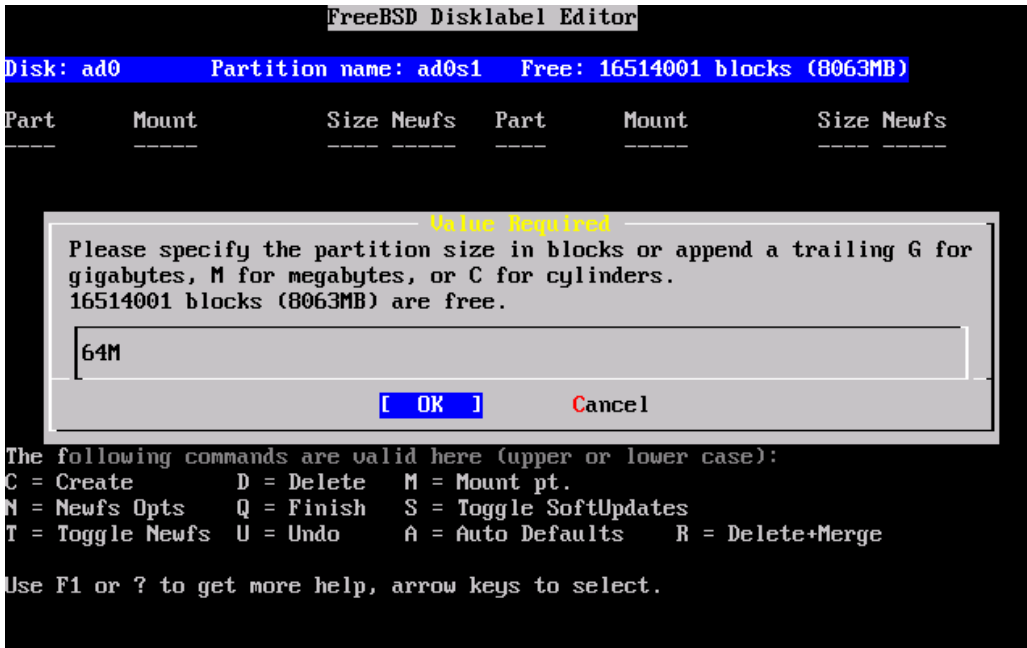 FreeBSD Disklabel Editor
Disk: ad0 Partition name: ad0s1 Free: 16514001 blocks (8063MB)
Part Mount Size Newfs Part Mount Size Newfs
---- ----- ---- ----- ---- ----- ---- -----
Value Required
Please specify the partition size in blocks or append a trailing G for
gigabytes, M for megabytes, or C for cylinders.
16514001 blocks (8063MB) are free.
64M
[ OK ] Cancel
The following commands are valid here (upper or lower case):
C = Create D = Delete M = Mount pt.
N = Newfs Opts Q = Finish S = Toggle SoftUpdates
T = Toggle Newfs U = Undo A = Auto Defaults R = Delete+Merge
Use F1 or ? to get more help, arrow keys to select.